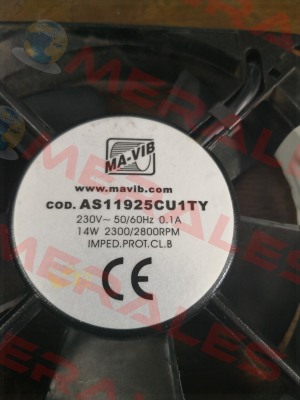 MERALES
MA-VIB
www.mavib.com
COD. AS11925CU1TY
230V~ 50/60Hz 0.1A
14W 2300/2800RPM
IMPED.PROT.CL.B
CE